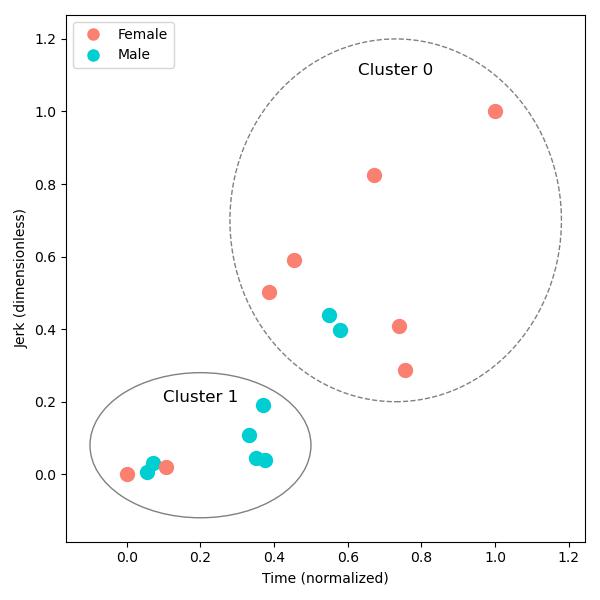 Female
Male
Cluster 0
Cluster 1
1.2
1.0
0.8
0.6
0.4
0.2
0.0
Jerk (dimensionless)
0.0 0.2 0.4 0.6 0.8 1.0 1.2
Time (normalized)